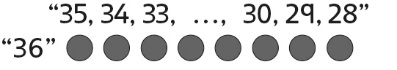 “35, 34, 33, ..., 30, 29, 28”
“36”